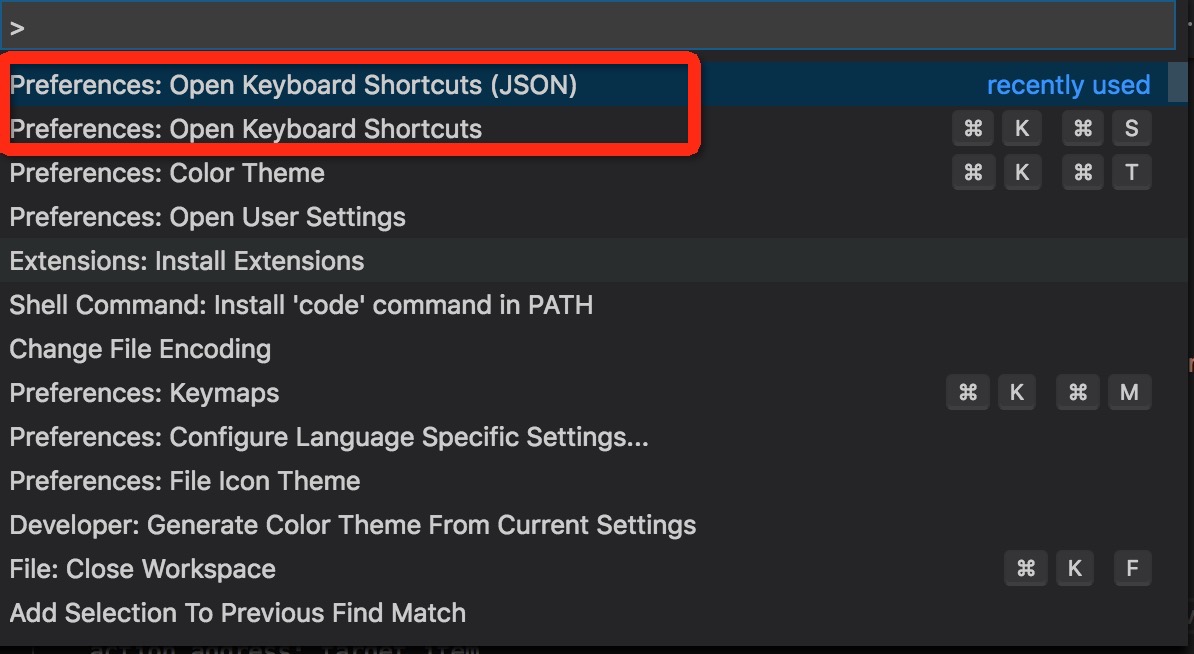 >
Preferences: Open Keyboard Shortcuts (JSON) recently used
Preferences: Open Keyboard Shortcuts ⌘ K ⌘ S
Preferences: Color Theme ⌘ K ⌘ T
Preferences: Open User Settings
Extensions: Install Extensions
Shell Command: Install 'code' command in PATH
Change File Encoding
Preferences: Keymaps ⌘ K ⌘ M
Preferences: Configure Language Specific Settings...
Preferences: File Icon Theme
Developer: Generate Color Theme From Current Settings
File: Close Workspace ⌘ K F
Add Selection To Previous Find Match